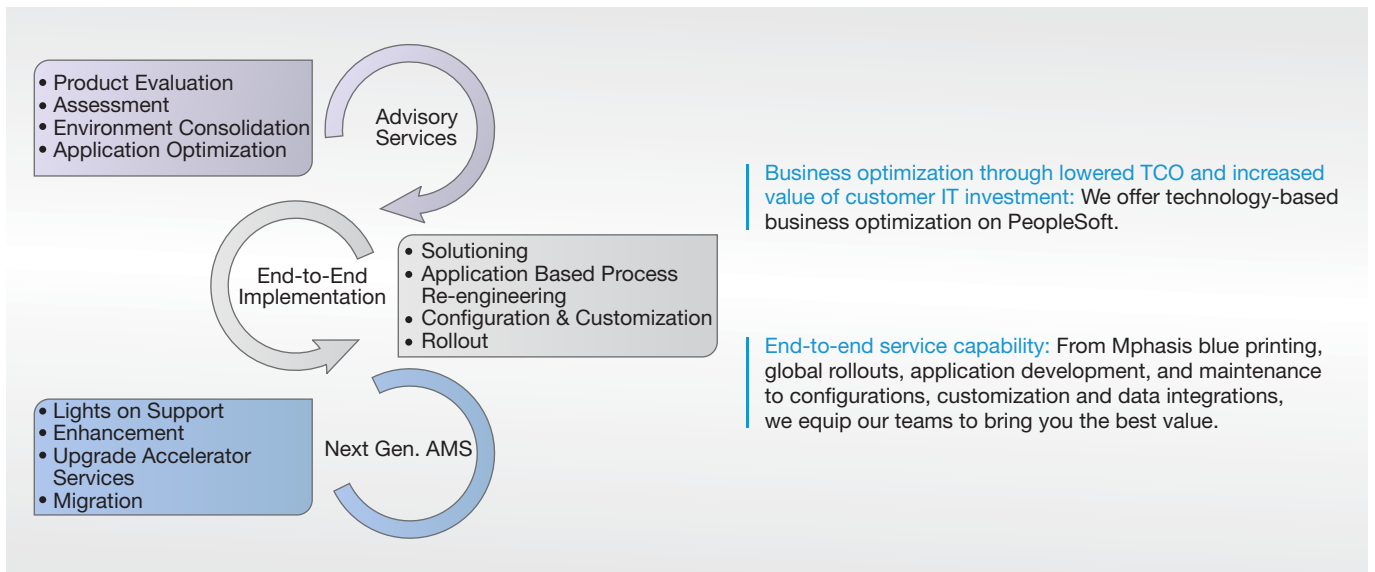 • Product Evaluation
• Assessment
• Environment Consolidation
• Application Optimization
Advisory
Services
End-to-End
Implementation
• Solutioning
• Application Based Process
Re-engineering
• Configuration & Customization
• Rollout
• Lights on Support
• Enhancement
• Upgrade Accelerator
Services
• Migration
Next Gen. AMS
Business optimization through lowered TCO and increased
value of customer IT investment: We offer technology-based
business optimization on PeopleSoft.
End-to-end service capability: From Mphasis blue printing,
global rollouts, application development, and maintenance
to configurations, customization and data integrations,
we equip our teams to bring you the best value.